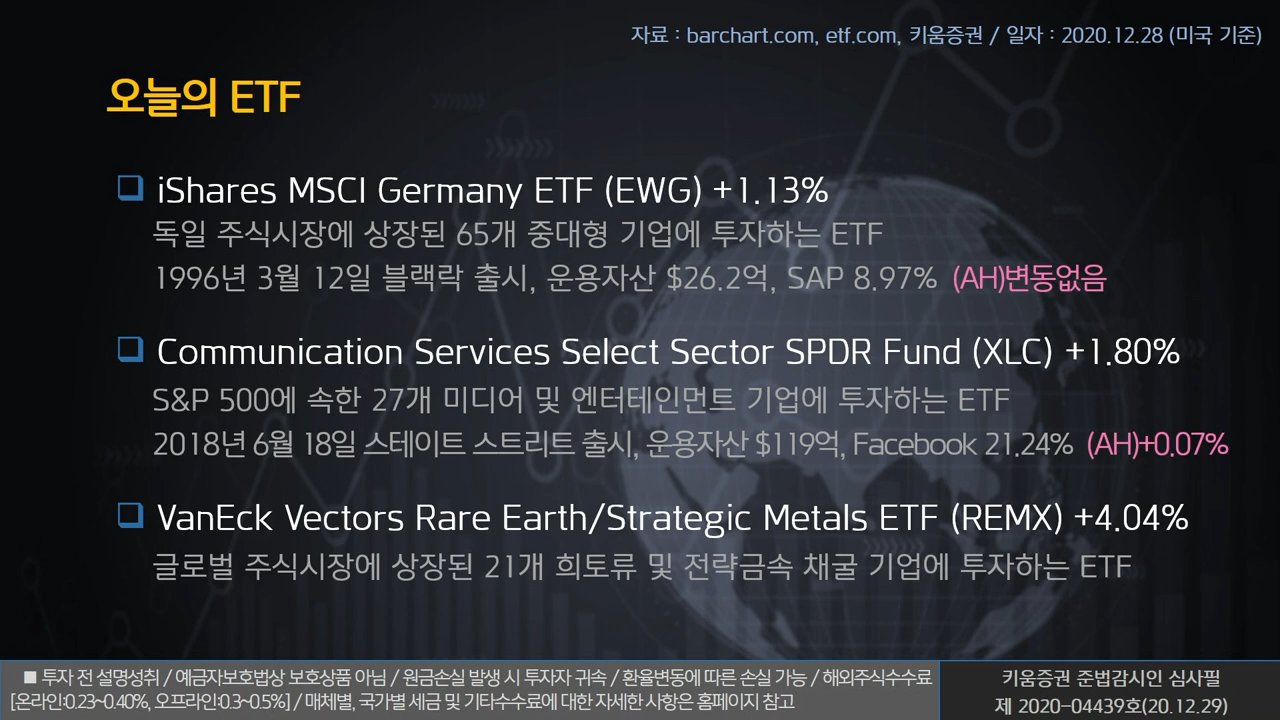 자료 : barchart.com, etf.com, 키움증권 / 일자 : 2020.12.28 (미국 기준)
오늘의 ETF
❑ iShares MSCI Germany ETF (EWG) +1.13%
독일 주식시장에 상장된 65개 중대형 기업에 투자하는 ETF
1996년 3월 12일 블랙락 출시, 운용자산 $26.2억, SAP 8.97% (AH)변동없음
❑ Communication Services Select Sector SPDR Fund (XLC) +1.80%
S&P 500에 속한 27개 미디어 및 엔터테인먼트 기업에 투자하는 ETF
2018년 6월 18일 스테이트 스트리트 출시, 운용자산 $119억, Facebook 21.24% (AH)+0.07%
❑ VanEck Vectors Rare Earth/Strategic Metals ETF (REMX) +4.04%
글로벌 주식시장에 상장된 21개 희토류 및 전략금속 채굴 기업에 투자하는 ETF
■ 투자 전 설명성취 / 예금자보호법상 보호상품 아님 / 원금손실 발생 시 투자자 귀속 / 환율변동에 따른 손실 가능 / 해외주식수수료
[온라인:0.23~0.40%, 오프라인:0.3~0.5%] / 매체별, 국가별 세금 및 기타수수료에 대한 자세한 사항은 홈페이지 참고
키움증권 준법감시인 심사필
제 2020-04439호(20.12.29)